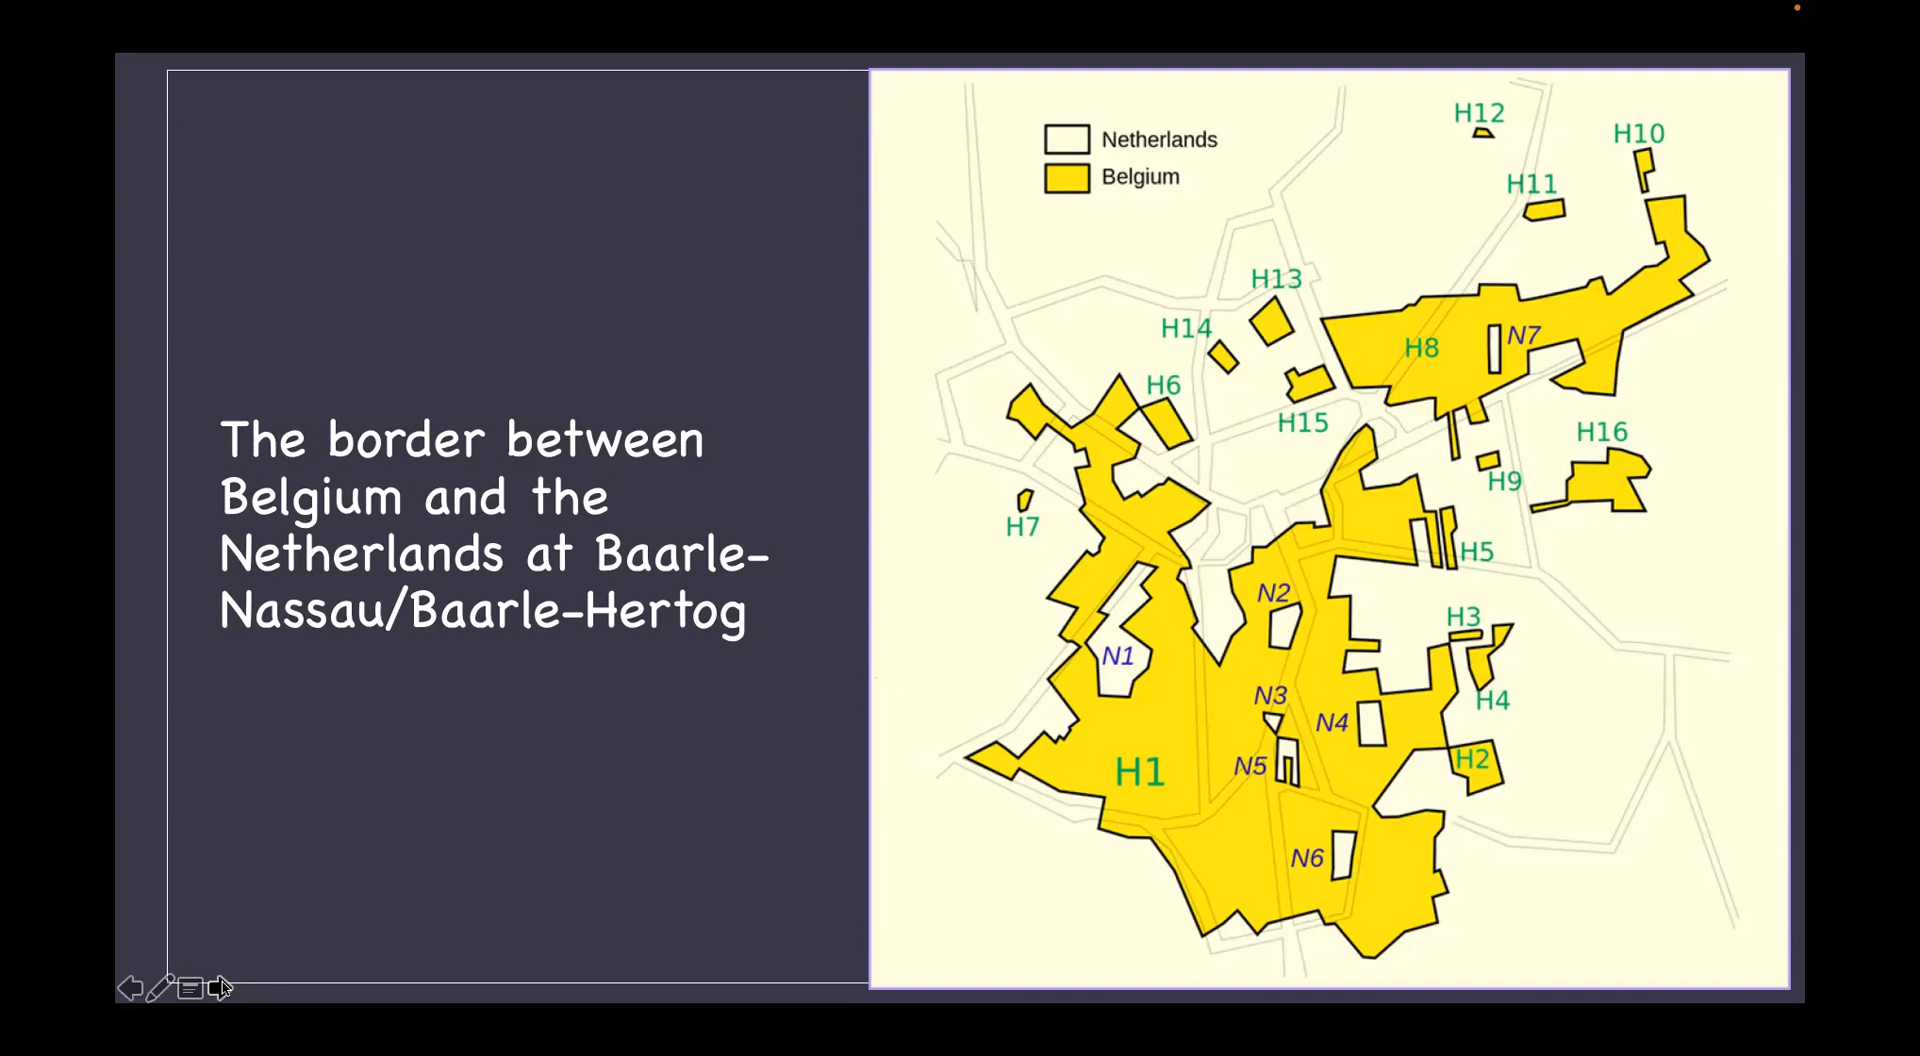 The border between
Belgium and the
Netherlands at Baarle-
Nassau/Baarle-Hertog
Netherlands
Belgium
H12
H10
H11
H13
H14
N7
H8
H6
H15
H16
H9
H7
H5
N2
H3
N1
N3
H4
N4
H2
N5
H1
N6